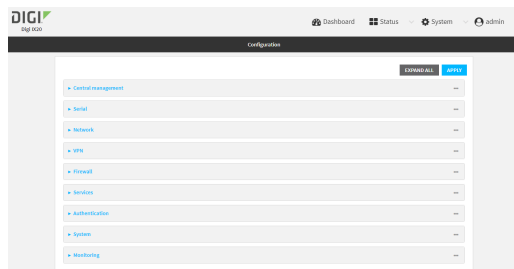 DIGI
Digi IX20
Dashboard Status System admin
Configuration
EXPAND ALL APPLY
Central management
Serial
Network
VPN
Firewall
Services
Authentication
System
Monitoring